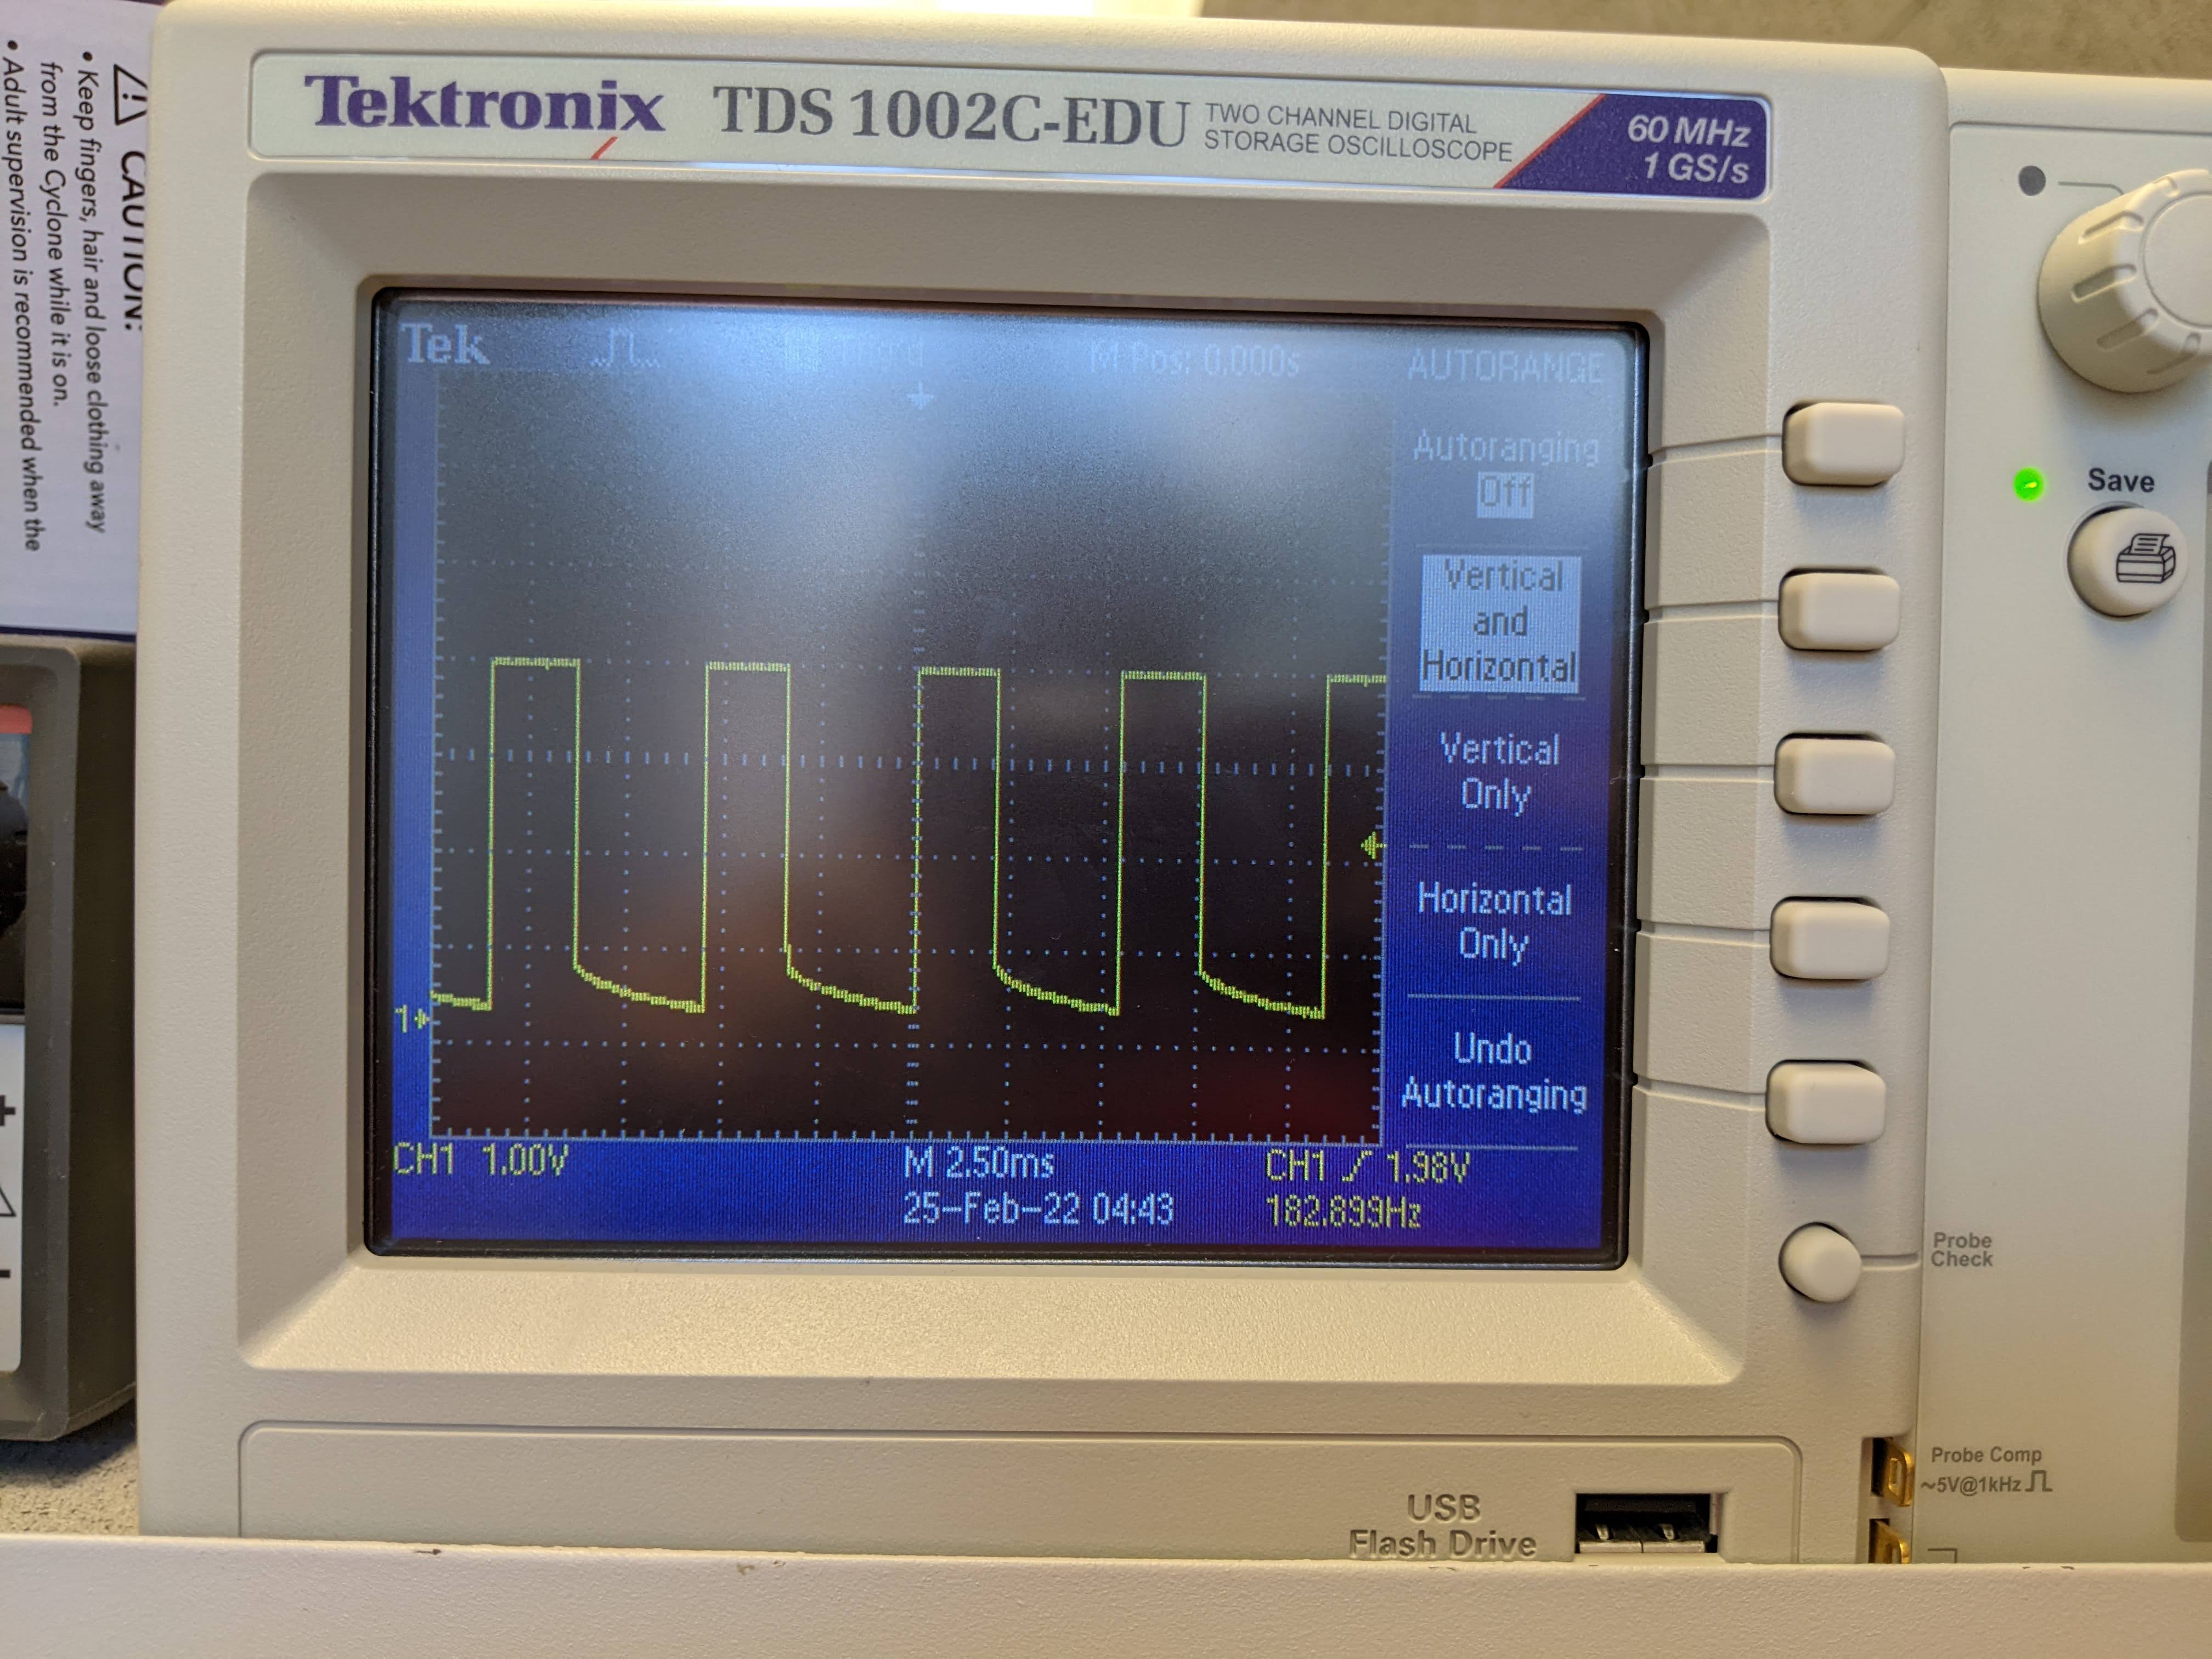 CAUTION:
• Keep fingers, hair and loose clothing away
from the Cyclone while it is on.
• Adult supervision is recommended when the
Tektronix TDS 1002C-EDU TWO CHANNEL DIGITAL
STORAGE OSCILLOSCOPE
60 MHz
1 GS/s
Tek M Pos: 0.000s AUTORANGE
Autoranging
Off
Vertical
and
Horizontal
Vertical
Only
Horizontal
Only
Undo
Autoranging
1
CH1 1.00V M 2.50ms CH1 1.98V
25-Feb-22 04:43 182.899Hz
Save
Probe
Check
Probe Comp
~5V@1kHz
USB
Flash Drive